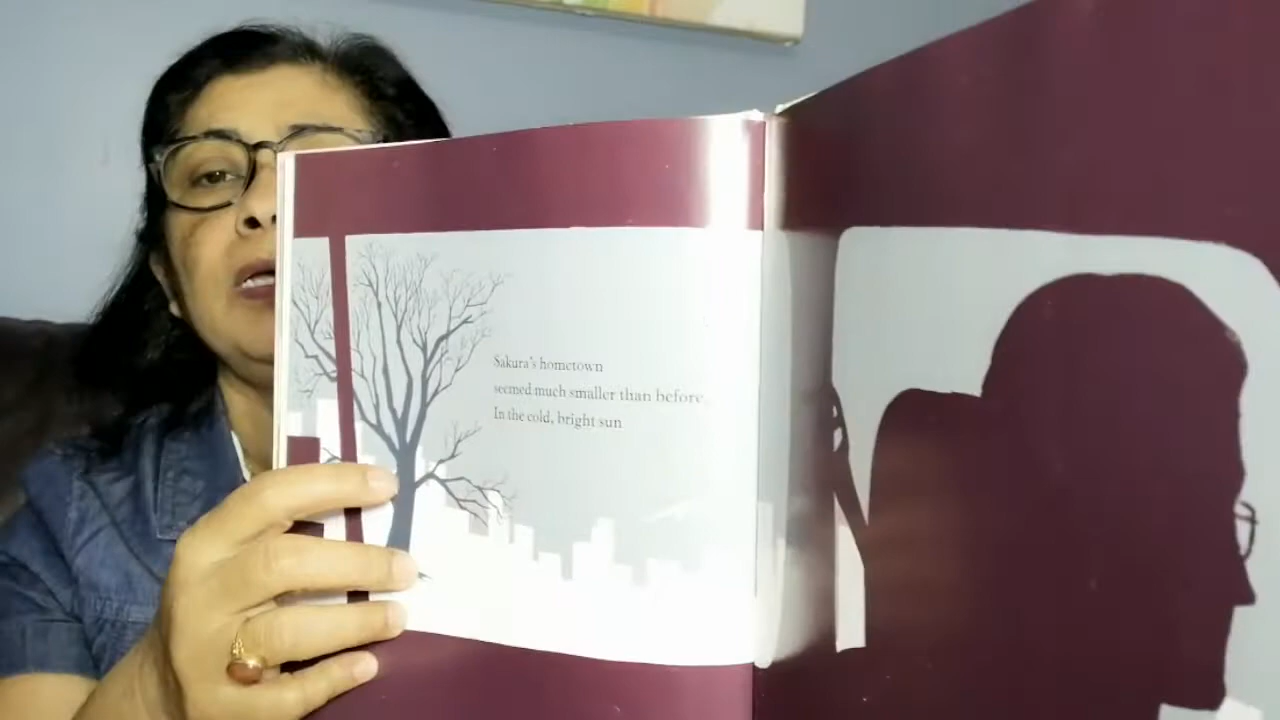 Sakura's hometown
seemed much smaller than before.
In the cold, bright sun